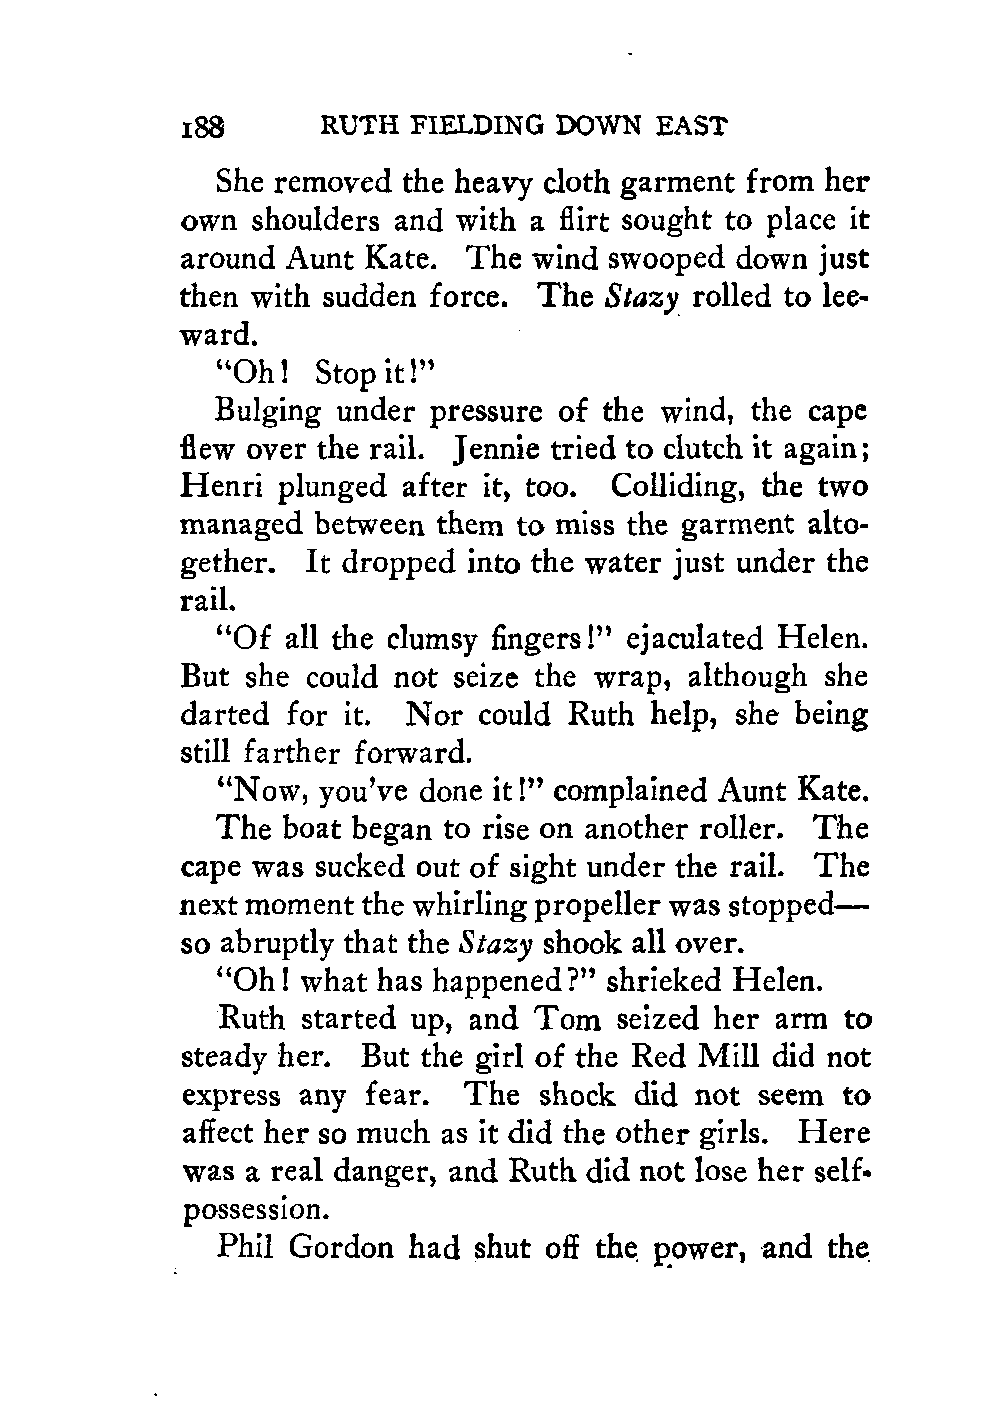 188 RUTH FIELDING DOWN EAST
She removed the heavy cloth garment from her
own shoulders and with a flirt sought to place it
around Aunt Kate. The wind swooped down just
then with sudden force. The Stazy rolled to lee-
ward.
“Oh! Stop it!”
Bulging under pressure of the wind, the cape
flew over the rail. Jennie tried to clutch it again;
Henri plunged after it, too. Colliding, the two
managed between them to miss the garment alto-
gether. It dropped into the water just under the
rail.
“Of all the clumsy fingers!” ejaculated Helen.
But she could not seize the wrap, although she
darted for it. Nor could Ruth help, she being
still farther forward.
“Now, you’ve done it!” complained Aunt Kate.
The boat began to rise on another roller. The
cape was sucked out of sight under the rail. The
next moment the whirling propeller was stopped—
so abruptly that the Stazy shook all over.
“Oh! what has happened?” shrieked Helen.
Ruth started up, and Tom seized her arm to
steady her. But the girl of the Red Mill did not
express any fear. The shock did not seem to
affect her so much as it did the other girls. Here
was a real danger, and Ruth did not lose her self-
possession.
Phil Gordon had shut off the power, and the